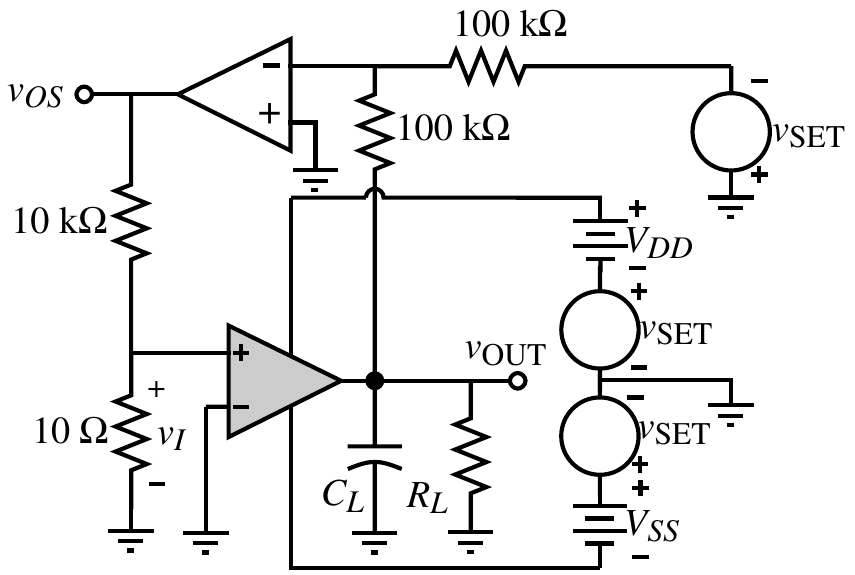 100 kΩ
−
+
v_OS
100 kΩ
−
v_SET
+
10 kΩ
+
V_DD
−
+
v_SET
−
+
−
v_OUT
+
v_I
−
10 Ω
−
v_SET
+
C_L
R_L
+
V_SS
−